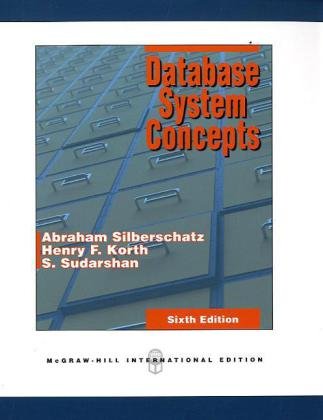 Database
System
Concepts
Abraham Silberschatz
Henry F. Korth
S. Sudarshan
Sixth Edition
McGRAW-HILL INTERNATIONAL EDITION